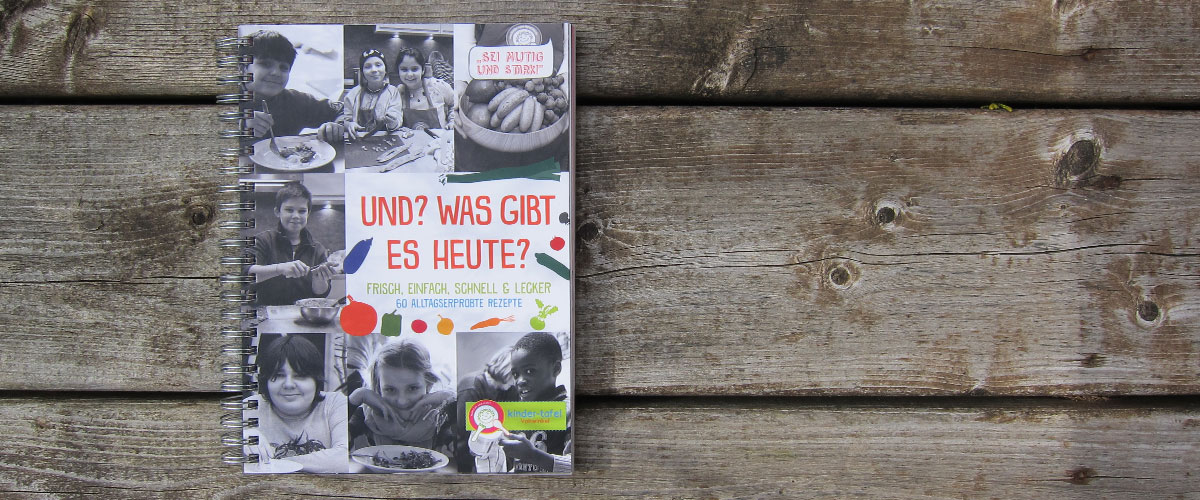 „SEI MUTIG
UND STARK!“
UND? WAS GIBT
ES HEUTE?
FRISCH, EINFACH, SCHNELL & LECKER
60 ALLTAGSERPROBTE REZEPTE
kinder-tafel